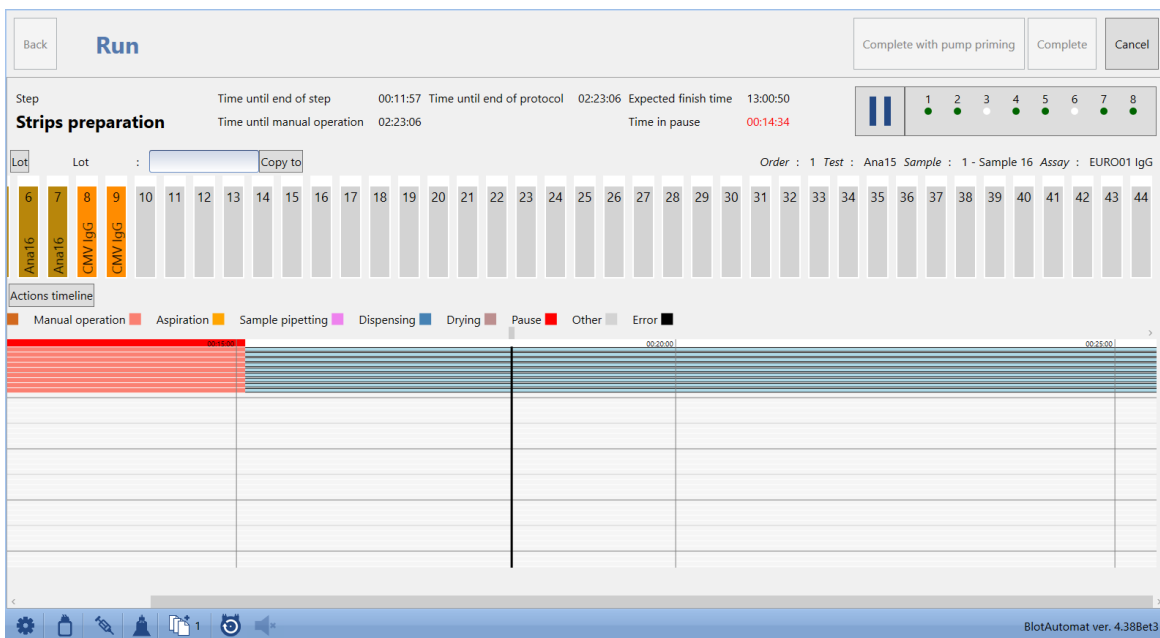 Back Run Complete with pump priming Complete Cancel
Step Time until end of step 00:11:57 Time until end of protocol 02:23:06 Expected finish time 13:00:50 1 2 3 4 5 6 7 8
Strips preparation Time until manual operation 02:23:06 Time in pause 00:14:34
Lot Lot : Copy to Order : 1 Test : Ana15 Sample : 1 - Sample 16 Assay : EURO01 IgG
6 7 8 9 10 11 12 13 14 15 16 17 18 19 20 21 22 23 24 25 26 27 28 29 30 31 32 33 34 35 36 37 38 39 40 41 42 43 44
Ana16 Ana16 CMV IgG CMV IgG
Actions timeline
Manual operation Aspiration Sample pipetting Dispensing Drying Pause Other Error
00:15:00 00:20:00 00:25:00
1 BlotAutomat ver. 4.38Bet3